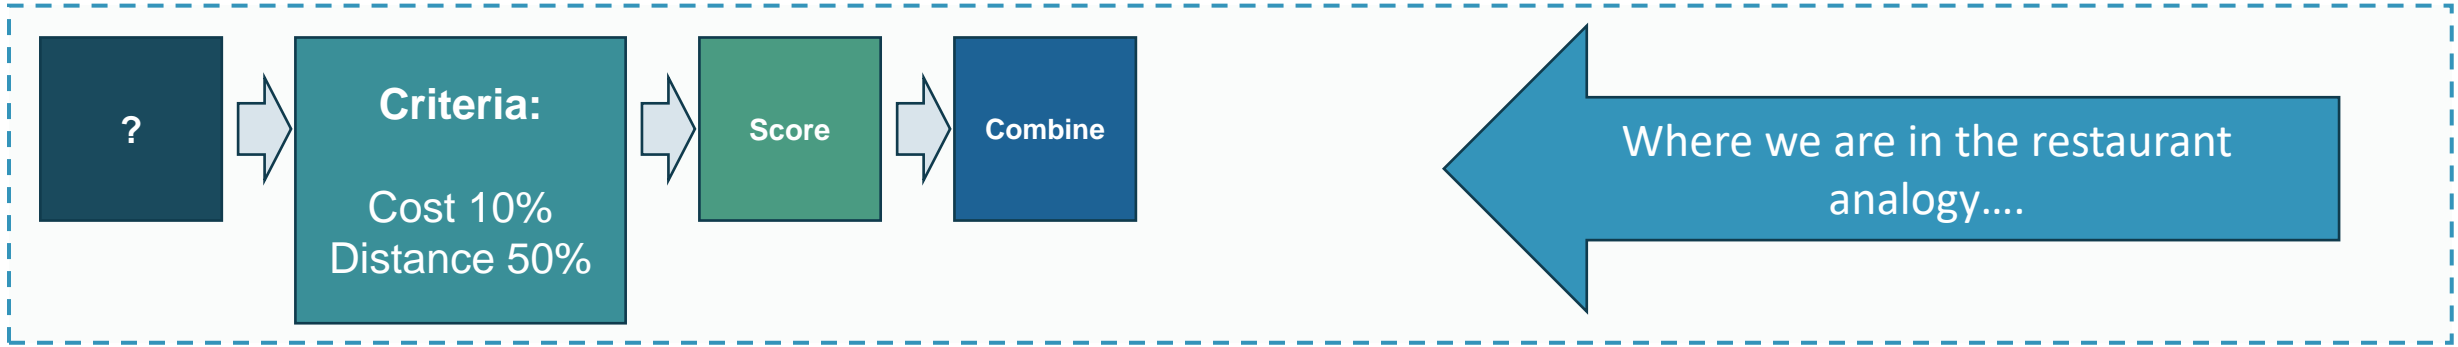 ?
Criteria:
Cost 10%
Distance 50%
Score
Combine
Where we are in the restaurant
analogy....